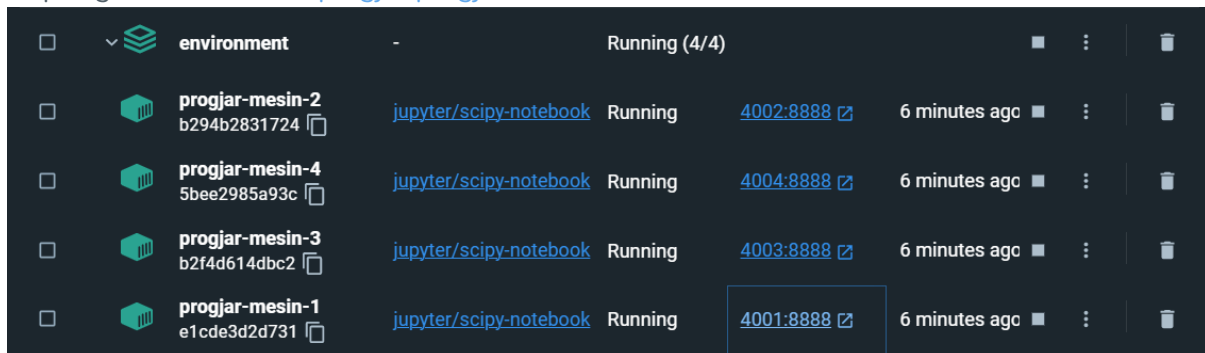 environment - Running (4/4)
progjar-mesin-2
b294b2831724 jupyter/scipy-notebook Running 4002:8888 6 minutes ago
progjar-mesin-4
5bee2985a93c jupyter/scipy-notebook Running 4004:8888 6 minutes ago
progjar-mesin-3
b2f4d614dbc2 jupyter/scipy-notebook Running 4003:8888 6 minutes ago
progjar-mesin-1
e1cde3d2d731 jupyter/scipy-notebook Running 4001:8888 6 minutes ago